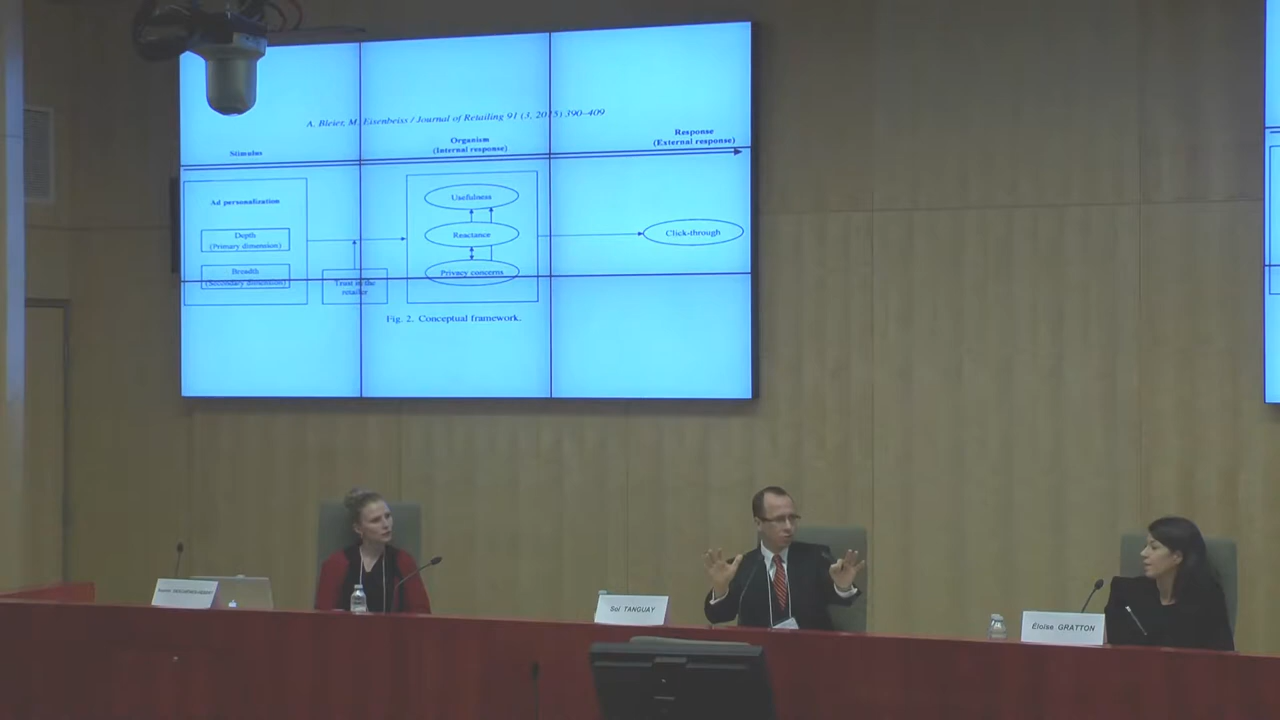 A. Bleier, M. Eisenbeiss / Journal of Retailing 91 (3, 2015) 390–409
Stimulus
Organism
(Internal response)
Response
(External response)
Ad personalization
Depth
(Primary dimension)
Breadth
(Secondary dimension)
Trust in the
retailer
Usefulness
Reactance
Privacy concerns
Click-through
Fig. 2. Conceptual framework.
Sol TANGUAY
Éloïse GRATTON